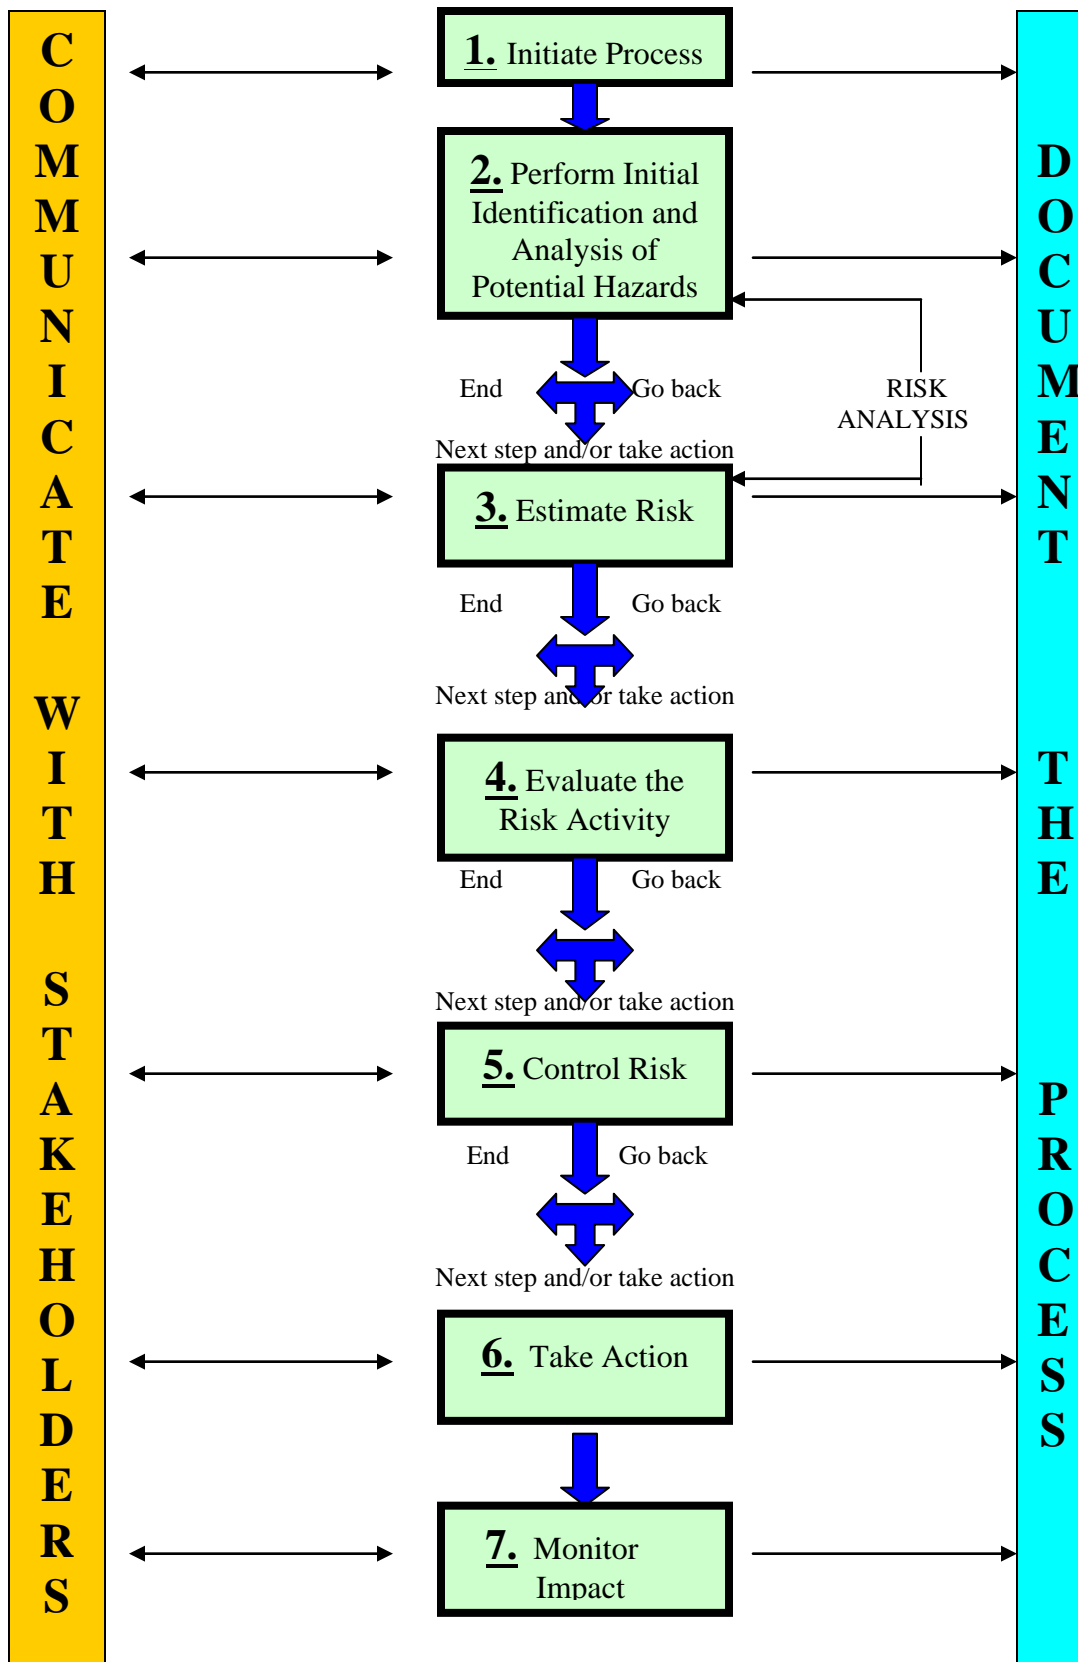 COMMUNICATE WITH STAKEHOLDERS
1. Initiate Process
2. Perform Initial
Identification and
Analysis of
Potential Hazards
End Go back
Next step and/or take action
RISK
ANALYSIS
3. Estimate Risk
End Go back
Next step and/or take action
4. Evaluate the
Risk Activity
End Go back
Next step and/or take action
5. Control Risk
End Go back
Next step and/or take action
6. Take Action
7. Monitor
Impact
DOCUMENT THE PROCESS